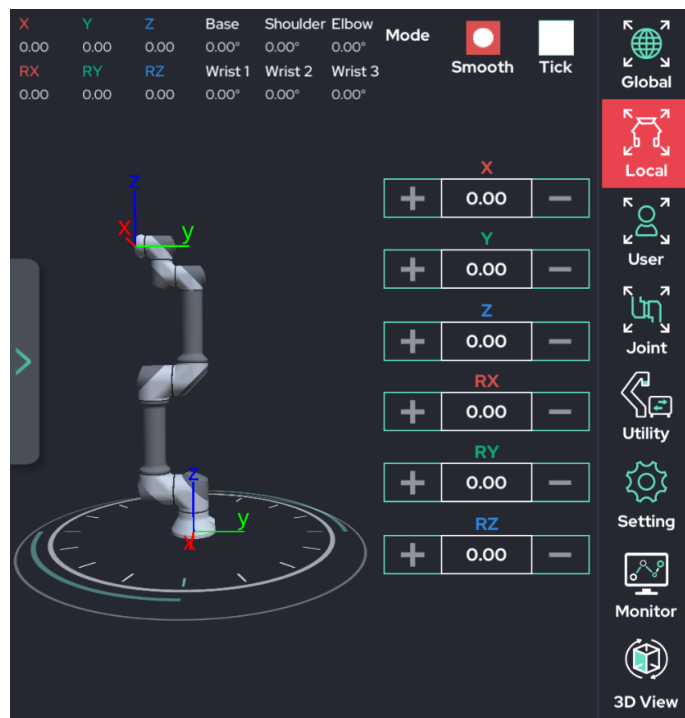 X Y Z Base Shoulder Elbow
0.00 0.00 0.00 0.00° 0.00° 0.00°
RX RY RZ Wrist 1 Wrist 2 Wrist 3
0.00 0.00 0.00 0.00° 0.00° 0.00°
Mode
Smooth Tick
Global
Local
User
Joint
Utility
Setting
Monitor
3D View
X
+ 0.00 −
Y
+ 0.00 −
Z
+ 0.00 −
RX
+ 0.00 −
RY
+ 0.00 −
RZ
+ 0.00 −
z
x y
z
y
x